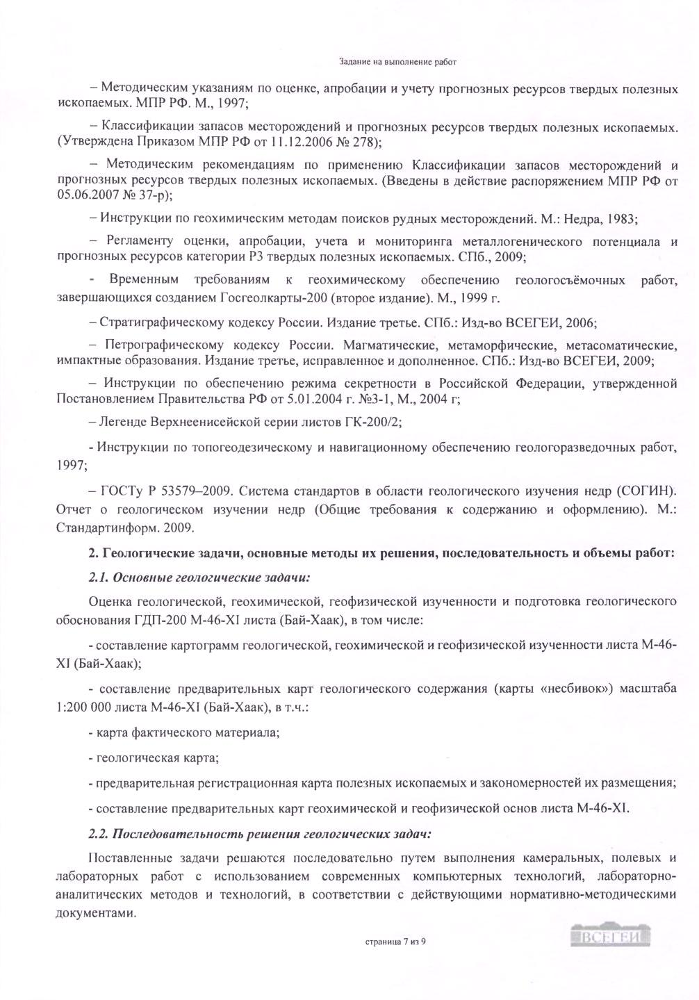 Задание на выполнение работ
– Методическим указаниям по оценке, апробации и учету прогнозных ресурсов твердых полезных
ископаемых. МПР РФ. М., 1997;
– Классификации запасов месторождений и прогнозных ресурсов твердых полезных ископаемых.
(Утверждена Приказом МПР РФ от 11.12.2006 № 278);
– Методическим рекомендациям по применению Классификации запасов месторождений и
прогнозных ресурсов твердых полезных ископаемых. (Введены в действие распоряжением МПР РФ от
05.06.2007 № 37-р);
– Инструкции по геохимическим методам поисков рудных месторождений. М.: Недра, 1983;
– Регламенту оценки, апробации, учета и мониторинга металлогенического потенциала и
прогнозных ресурсов категории Р3 твердых полезных ископаемых. СПб., 2009;
- Временным требованиям к геохимическому обеспечению геологосъёмочных работ,
завершающихся созданием Госгеолкарты-200 (второе издание). М., 1999 г.
– Стратиграфическому кодексу России. Издание третье. СПб.: Изд-во ВСЕГЕИ, 2006;
– Петрографическому кодексу России. Магматические, метаморфические, метасоматические,
импактные образования. Издание третье, исправленное и дополненное. СПб.: Изд-во ВСЕГЕИ, 2009;
– Инструкции по обеспечению режима секретности в Российской Федерации, утвержденной
Постановлением Правительства РФ от 5.01.2004 г. №3-1, М., 2004 г;
– Легенде Верхнеенисейской серии листов ГК-200/2;
- Инструкции по топогеодезическому и навигационному обеспечению геологоразведочных работ,
1997;
– ГОСТу Р 53579–2009. Система стандартов в области геологического изучения недр (СОГИН).
Отчет о геологическом изучении недр (Общие требования к содержанию и оформлению). М.:
Стандартинформ. 2009.
2. Геологические задачи, основные методы их решения, последовательность и объемы работ:
2.1. Основные геологические задачи:
Оценка геологической, геохимической, геофизической изученности и подготовка геологического
обоснования ГДП-200 М-46-XI листа (Бай-Хаак), в том числе:
- составление картограмм геологической, геохимической и геофизической изученности листа М-46-
XI (Бай-Хаак);
- составление предварительных карт геологического содержания (карты «несбивок») масштаба
1:200 000 листа М-46-XI (Бай-Хаак), в т.ч.:
- карта фактического материала;
- геологическая карта;
- предварительная регистрационная карта полезных ископаемых и закономерностей их размещения;
- составление предварительных карт геохимической и геофизической основ листа М-46-XI.
2.2. Последовательность решения геологических задач:
Поставленные задачи решаются последовательно путем выполнения камеральных, полевых и
лабораторных работ с использованием современных компьютерных технологий, лабораторно-
аналитических методов и технологий, в соответствии с действующими нормативно-методическими
документами.
страница 7 из 9
ВСЕГЕИ